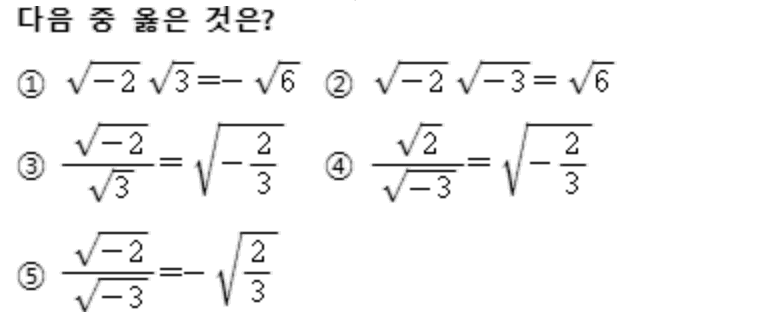 다음 중 옳은 것은?
① √-2 √3 = - √6 ② √-2 √-3 = √6
③ √-2/√3 = √(-2/3) ④ √2/√-3 = √(-2/3)
⑤ √-2/√-3 = - √(2/3)